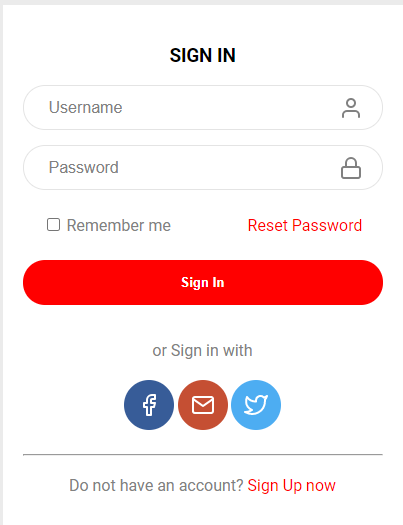 SIGN IN
Username
Password
Remember me Reset Password
Sign In
or Sign in with
Do not have an account? Sign Up now